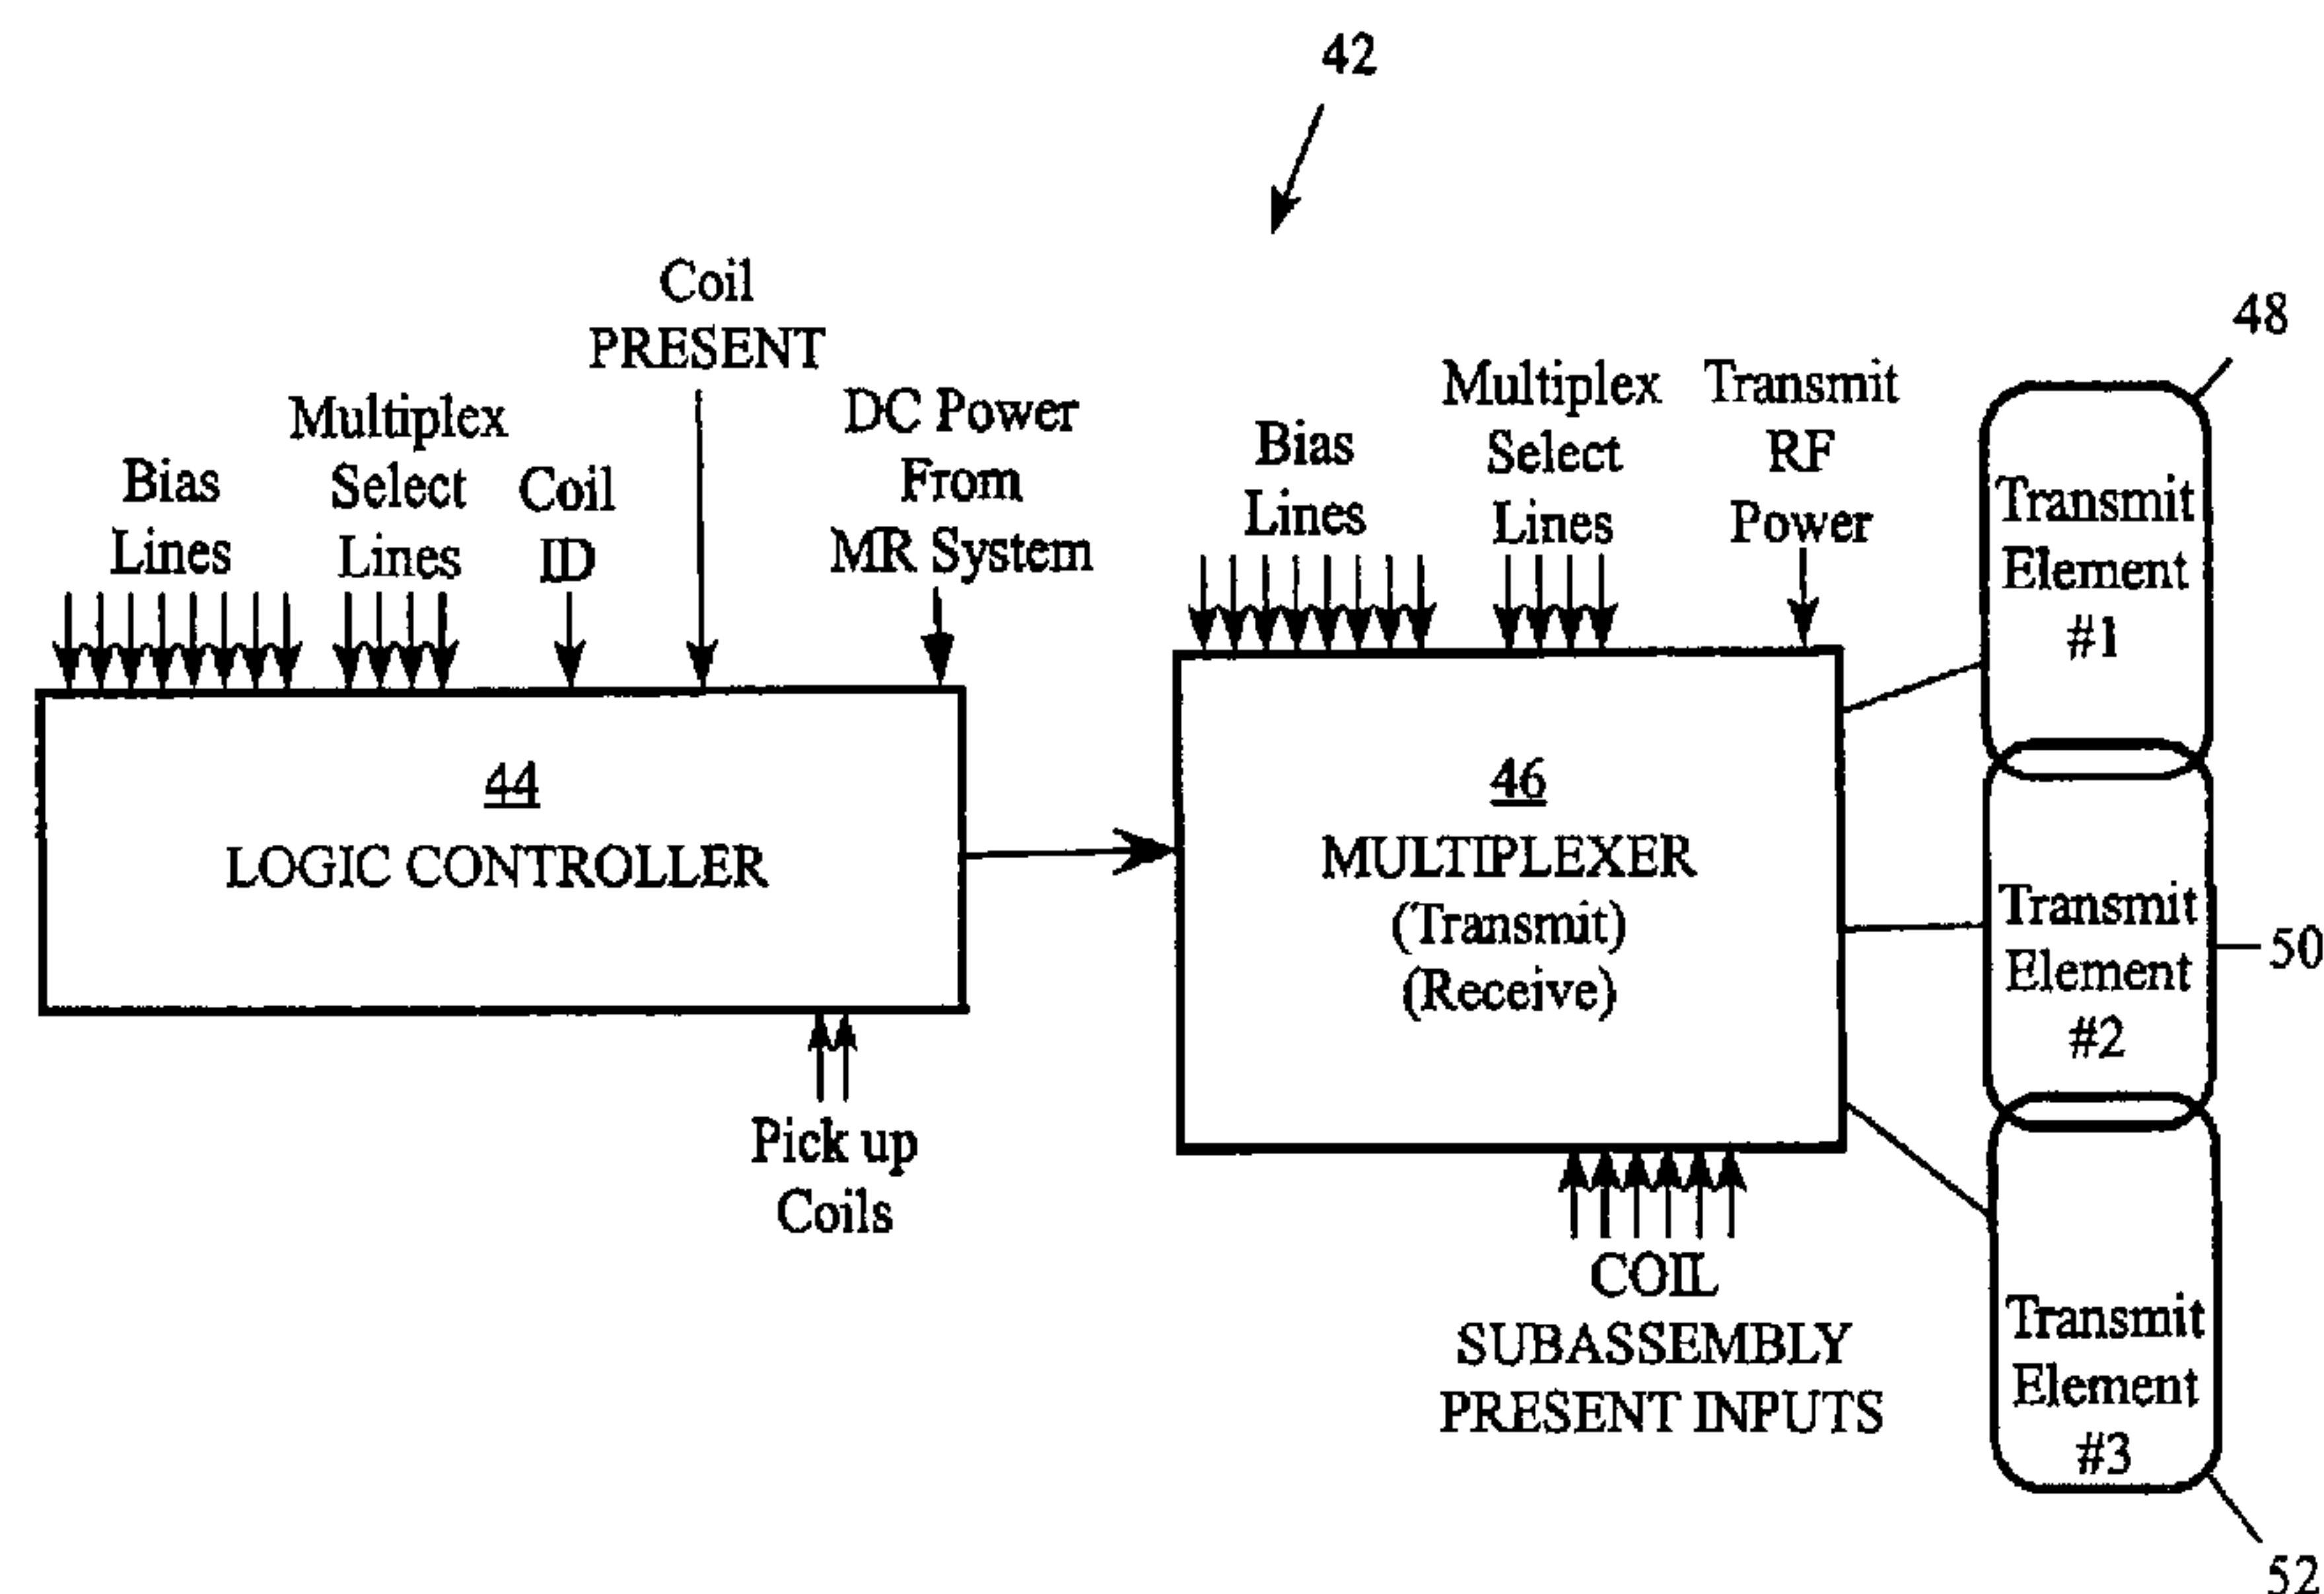 42
48
Coil
PRESENT
Bias
Lines
Multiplex
Select
Lines
Coil
ID
DC Power
From
MR System
Bias
Lines
Multiplex
Select
Lines
Transmit
RF
Power
Transmit
Element
#1
44
LOGIC CONTROLLER
46
MULTIPLEXER
(Transmit)
(Receive)
Transmit
Element
#2
50
Pick up
Coils
COIL
SUBASSEMBLY
PRESENT INPUTS
Transmit
Element
#3
52